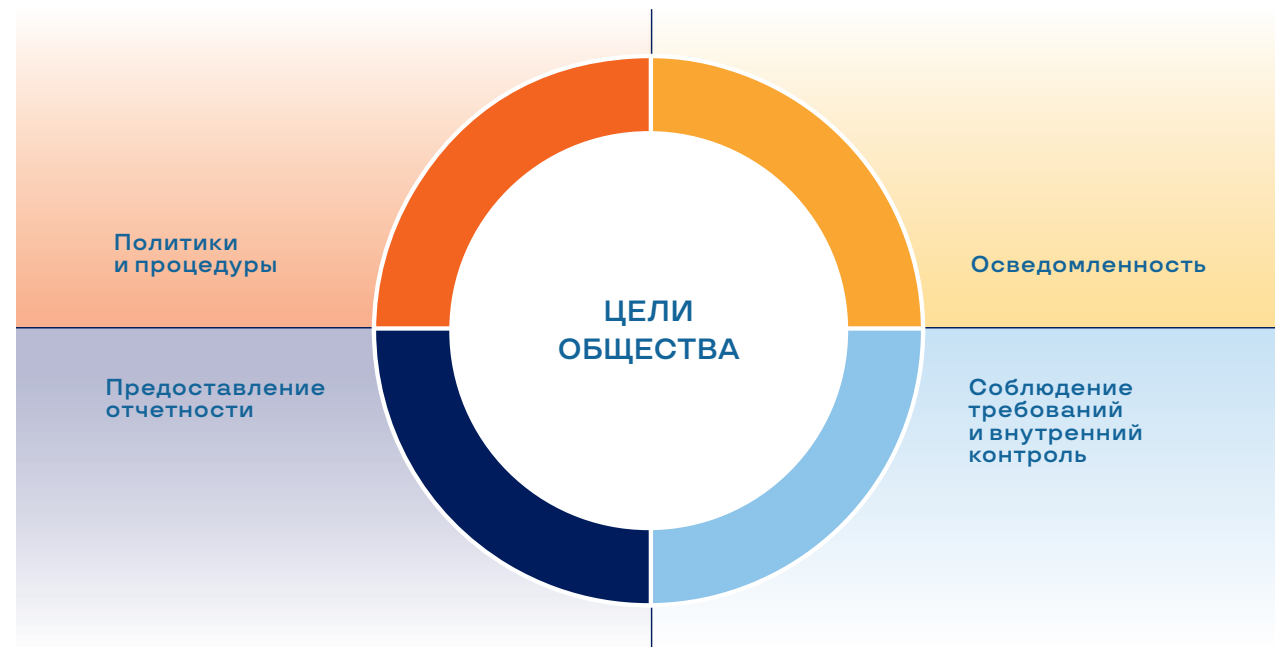 Политики
и процедуры
Осведомленность
ЦЕЛИ
ОБЩЕСТВА
Предоставление
отчетности
Соблюдение
требований
и внутренний
контроль